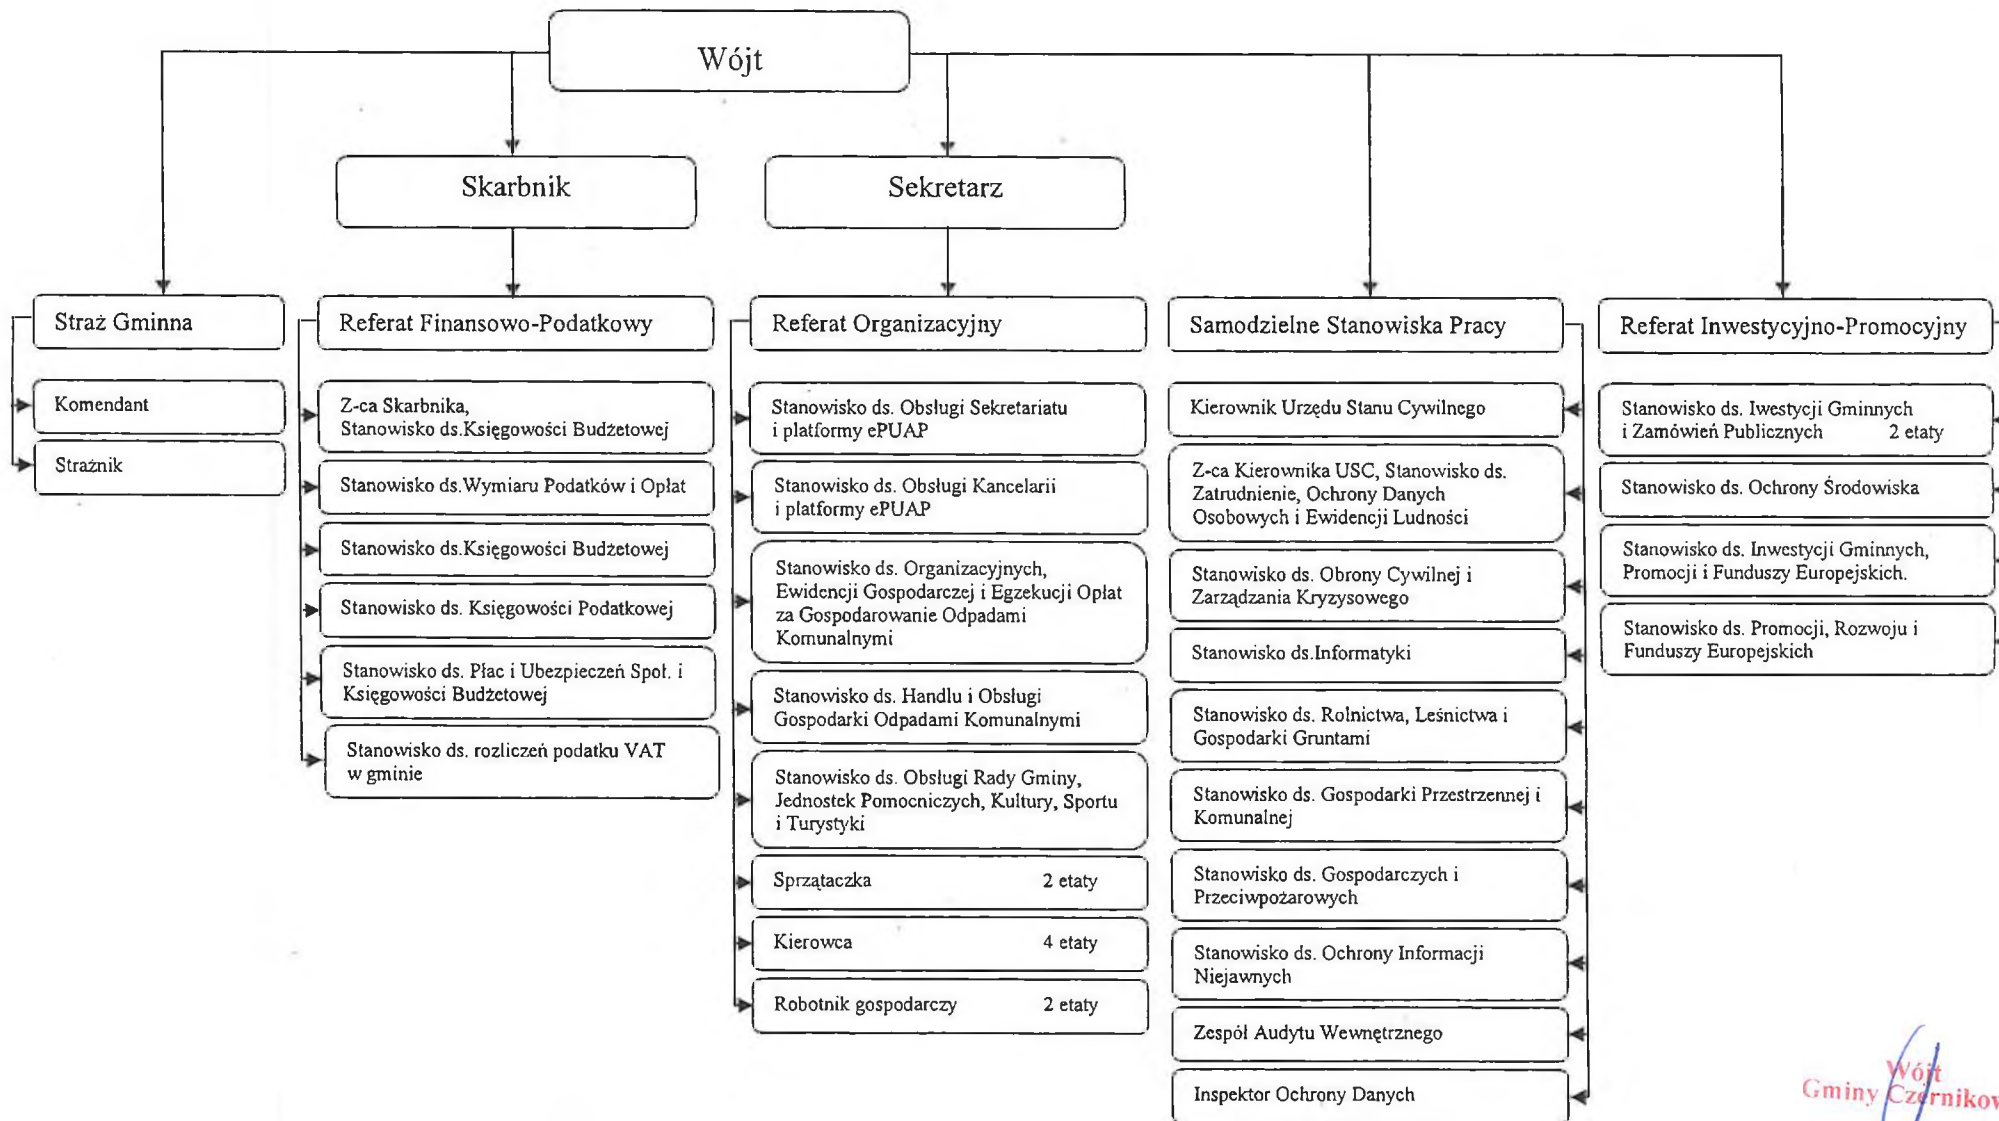 Wójt
Skarbnik
Sekretarz
Straż Gminna
Komendant
Strażnik
Referat Finansowo-Podatkowy
Z-ca Skarbnika,
Stanowisko ds.Księgowości Budżetowej
Stanowisko ds.Wymiaru Podatków i Opłat
Stanowisko ds.Księgowości Budżetowej
Stanowisko ds. Księgowości Podatkowej
Stanowisko ds. Płac i Ubezpieczeń Społ. i
Księgowości Budżetowej
Stanowisko ds. rozliczeń podatku VAT
w gminie
Referat Organizacyjny
Stanowisko ds. Obsługi Sekretariatu
i platformy ePUAP
Stanowisko ds. Obsługi Kancelarii
i platformy ePUAP
Stanowisko ds. Organizacyjnych,
Ewidencji Gospodarczej i Egzekucji Opłat
za Gospodarowanie Odpadami
Komunalnymi
Stanowisko ds. Handlu i Obsługi
Gospodarki Odpadami Komunalnymi
Stanowisko ds. Obsługi Rady Gminy,
Jednostek Pomocniczych, Kultury, Sportu
i Turystyki
Sprzątaczka 2 etaty
Kierowca 4 etaty
Robotnik gospodarczy 2 etaty
Samodzielne Stanowiska Pracy
Kierownik Urzędu Stanu Cywilnego
Z-ca Kierownika USC, Stanowisko ds.
Zatrudnienie, Ochrony Danych
Osobowych i Ewidencji Ludności
Stanowisko ds. Obrony Cywilnej i
Zarządzania Kryzysowego
Stanowisko ds.Informatyki
Stanowisko ds. Rolnictwa, Leśnictwa i
Gospodarki Gruntami
Stanowisko ds. Gospodarki Przestrzennej i
Komunalnej
Stanowisko ds. Gospodarczych i
Przeciwpożarowych
Stanowisko ds. Ochrony Informacji
Niejawnych
Zespół Audytu Wewnętrznego
Inspektor Ochrony Danych
Referat Inwestycyjno-Promocyjny
Stanowisko ds. Iwestycji Gminnych
i Zamówień Publicznych 2 etaty
Stanowisko ds. Ochrony Środowiska
Stanowisko ds. Inwestycji Gminnych,
Promocji i Funduszy Europejskich.
Stanowisko ds. Promocji, Rozwoju i
Funduszy Europejskich
Wójt
Gminy Czernikow